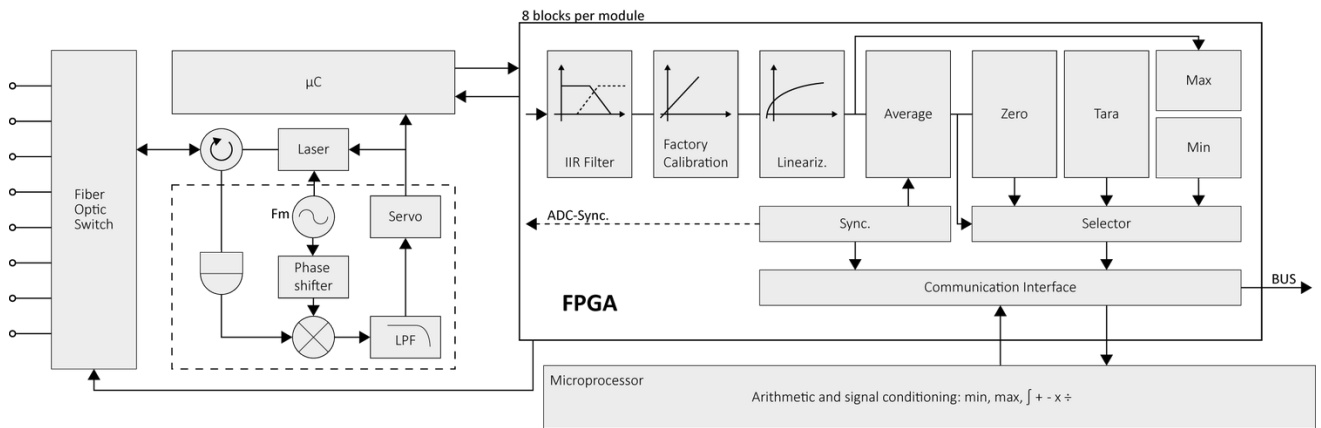 8 blocks per module
µC
Fiber
Optic
Switch
Laser
Fm
Servo
Phase
shifter
LPF
IIR Filter
Factory
Calibration
Lineariz.
Average
Zero
Tara
Max
Min
ADC-Sync.
Sync.
Selector
Communication Interface
BUS
FPGA
Microprocessor
Arithmetic and signal conditioning: min, max, ∫ + - x ÷